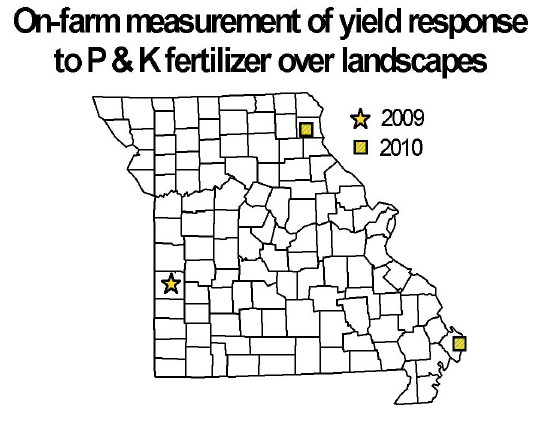 On-farm measurement of yield response
to P & K fertilizer over landscapes
2009
2010